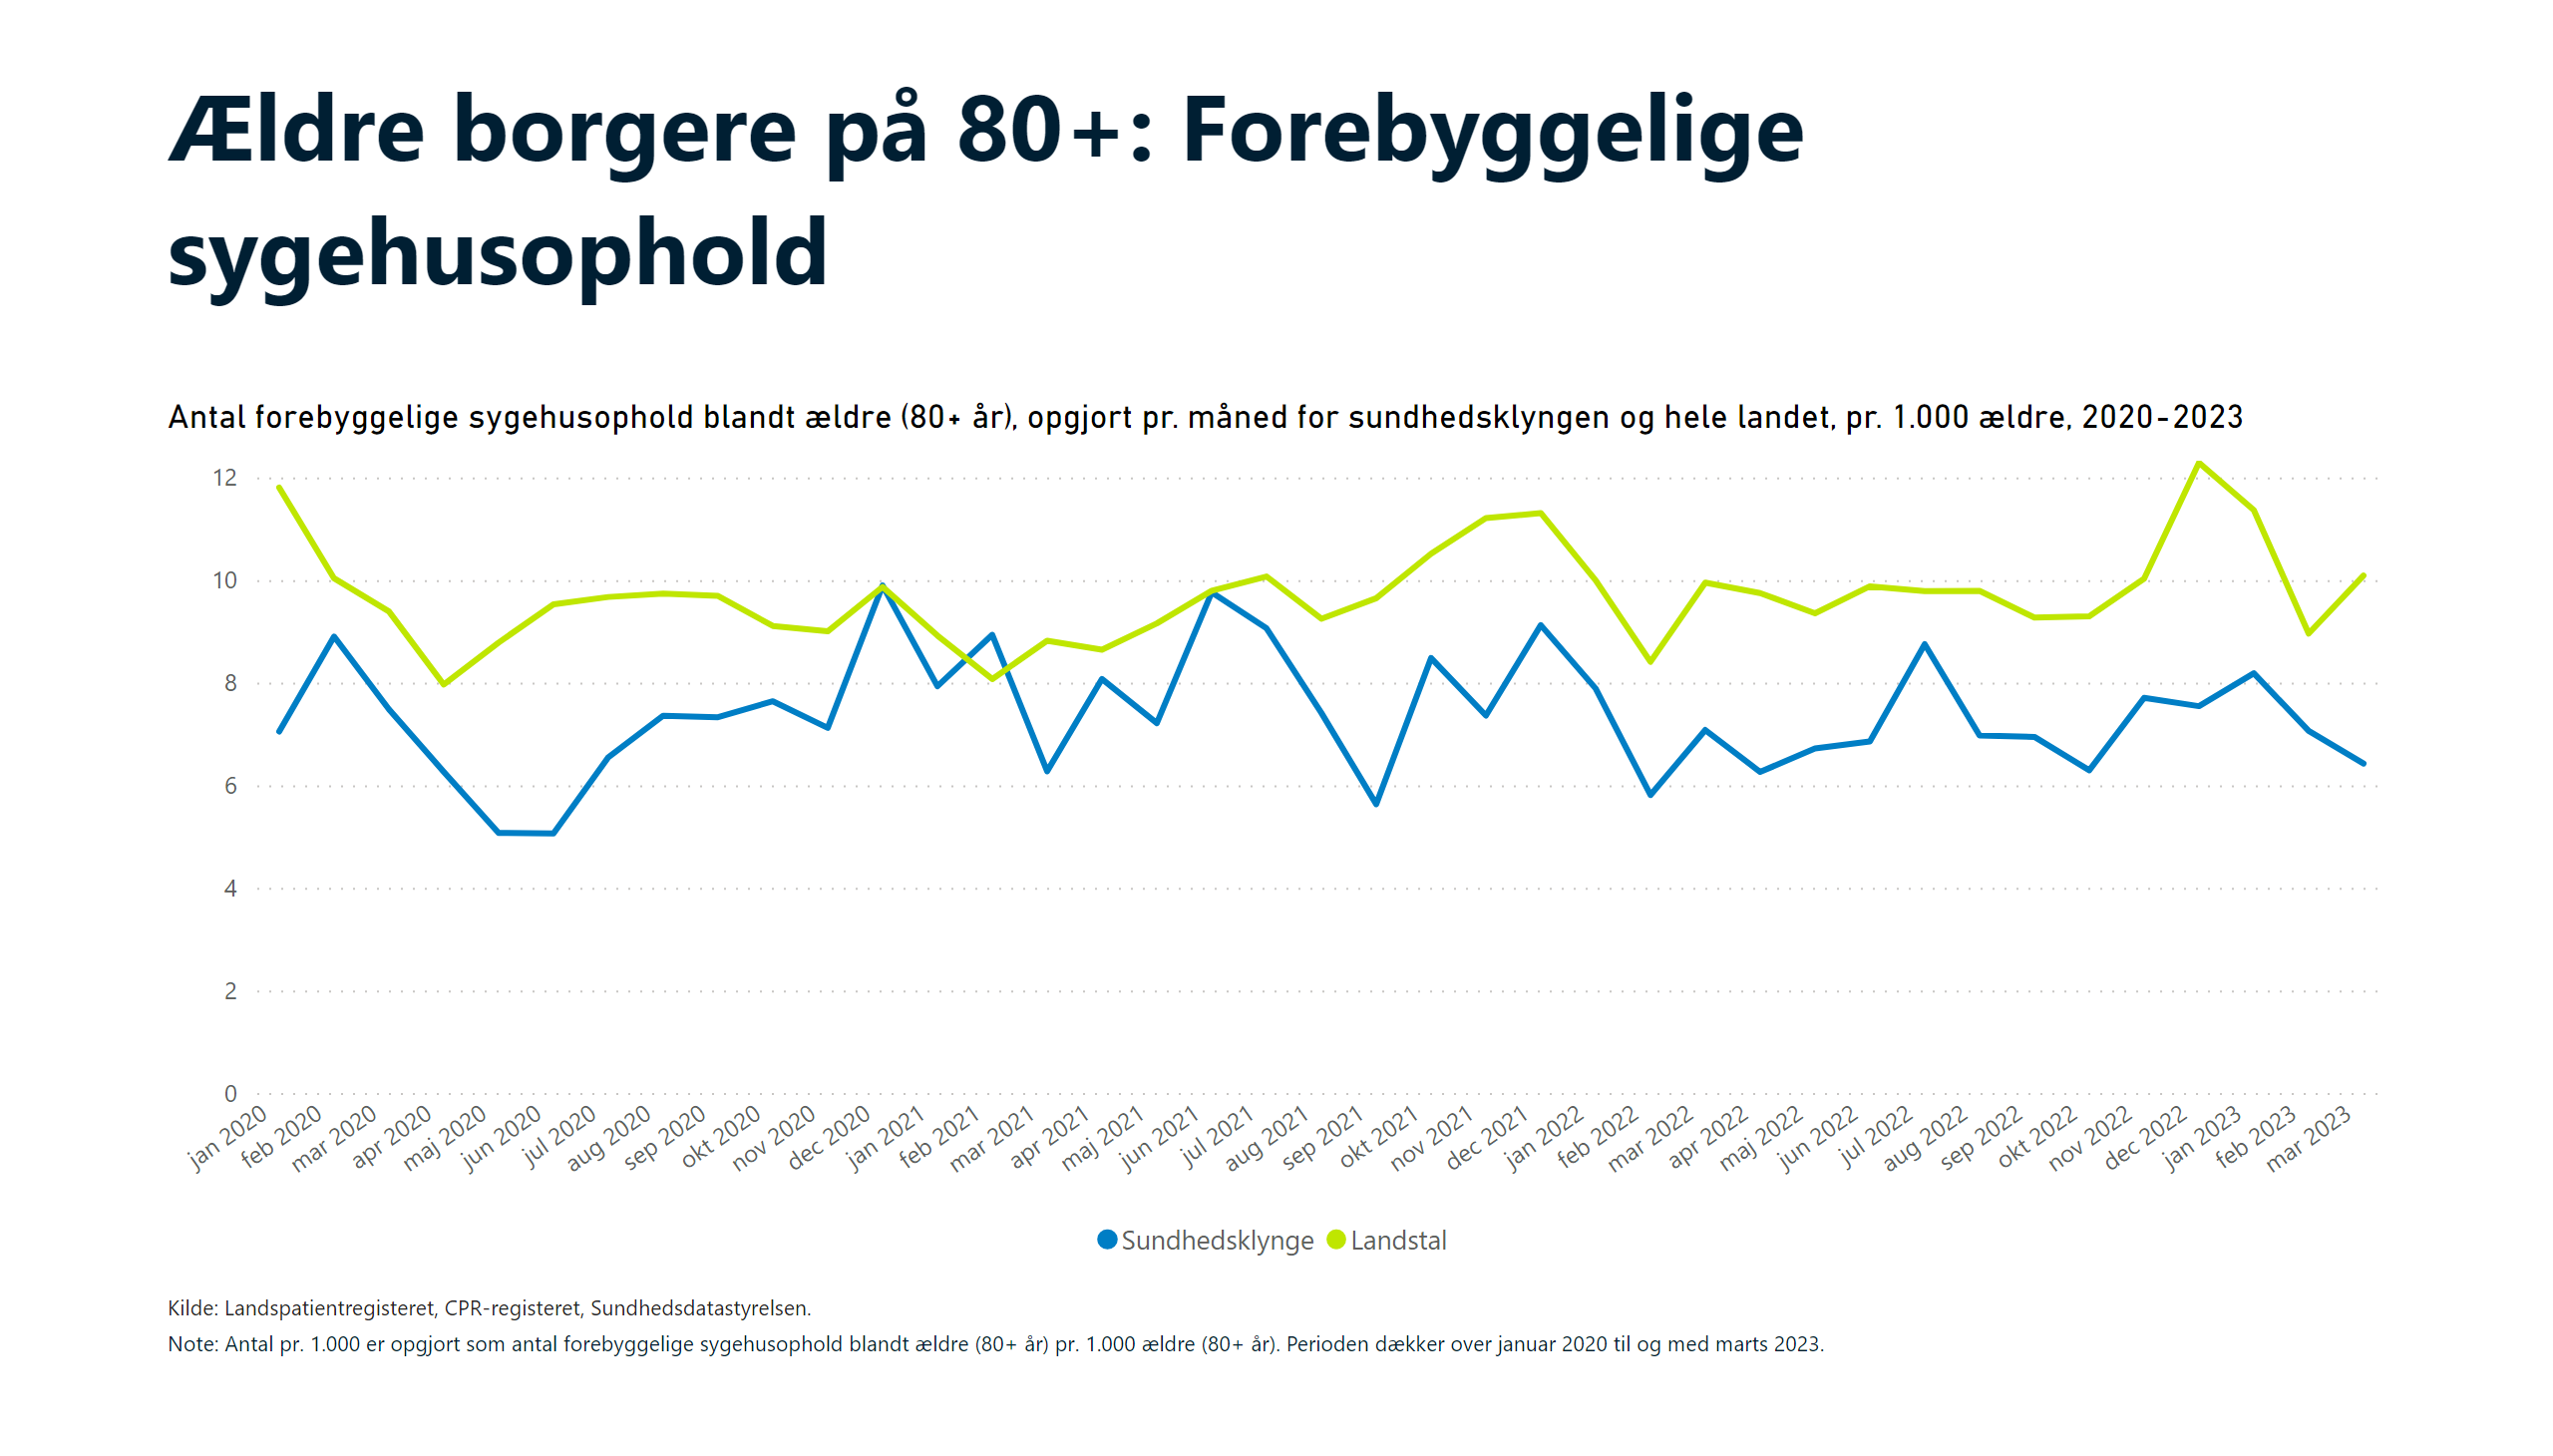 Ældre borgere på 80+: Forebyggelige
sygehusophold
Antal forebyggelige sygehusophold blandt ældre (80+ år), opgjort pr. måned for sundhedsklyngen og hele landet, pr. 1.000 ældre, 2020-2023
12
10
8
6
4
2
0
jan 2020
feb 2020
mar 2020
apr 2020
maj 2020
jun 2020
jul 2020
aug 2020
sep 2020
okt 2020
nov 2020
dec 2020
jan 2021
feb 2021
mar 2021
apr 2021
maj 2021
jun 2021
jul 2021
aug 2021
sep 2021
okt 2021
nov 2021
dec 2021
jan 2022
feb 2022
mar 2022
apr 2022
maj 2022
jun 2022
jul 2022
aug 2022
sep 2022
okt 2022
nov 2022
dec 2022
jan 2023
feb 2023
mar 2023
Sundhedsklynge Landstal
Kilde: Landspatientregisteret, CPR-registeret, Sundhedsdatastyrelsen.
Note: Antal pr. 1.000 er opgjort som antal forebyggelige sygehusophold blandt ældre (80+ år) pr. 1.000 ældre (80+ år). Perioden dækker over januar 2020 til og med marts 2023.